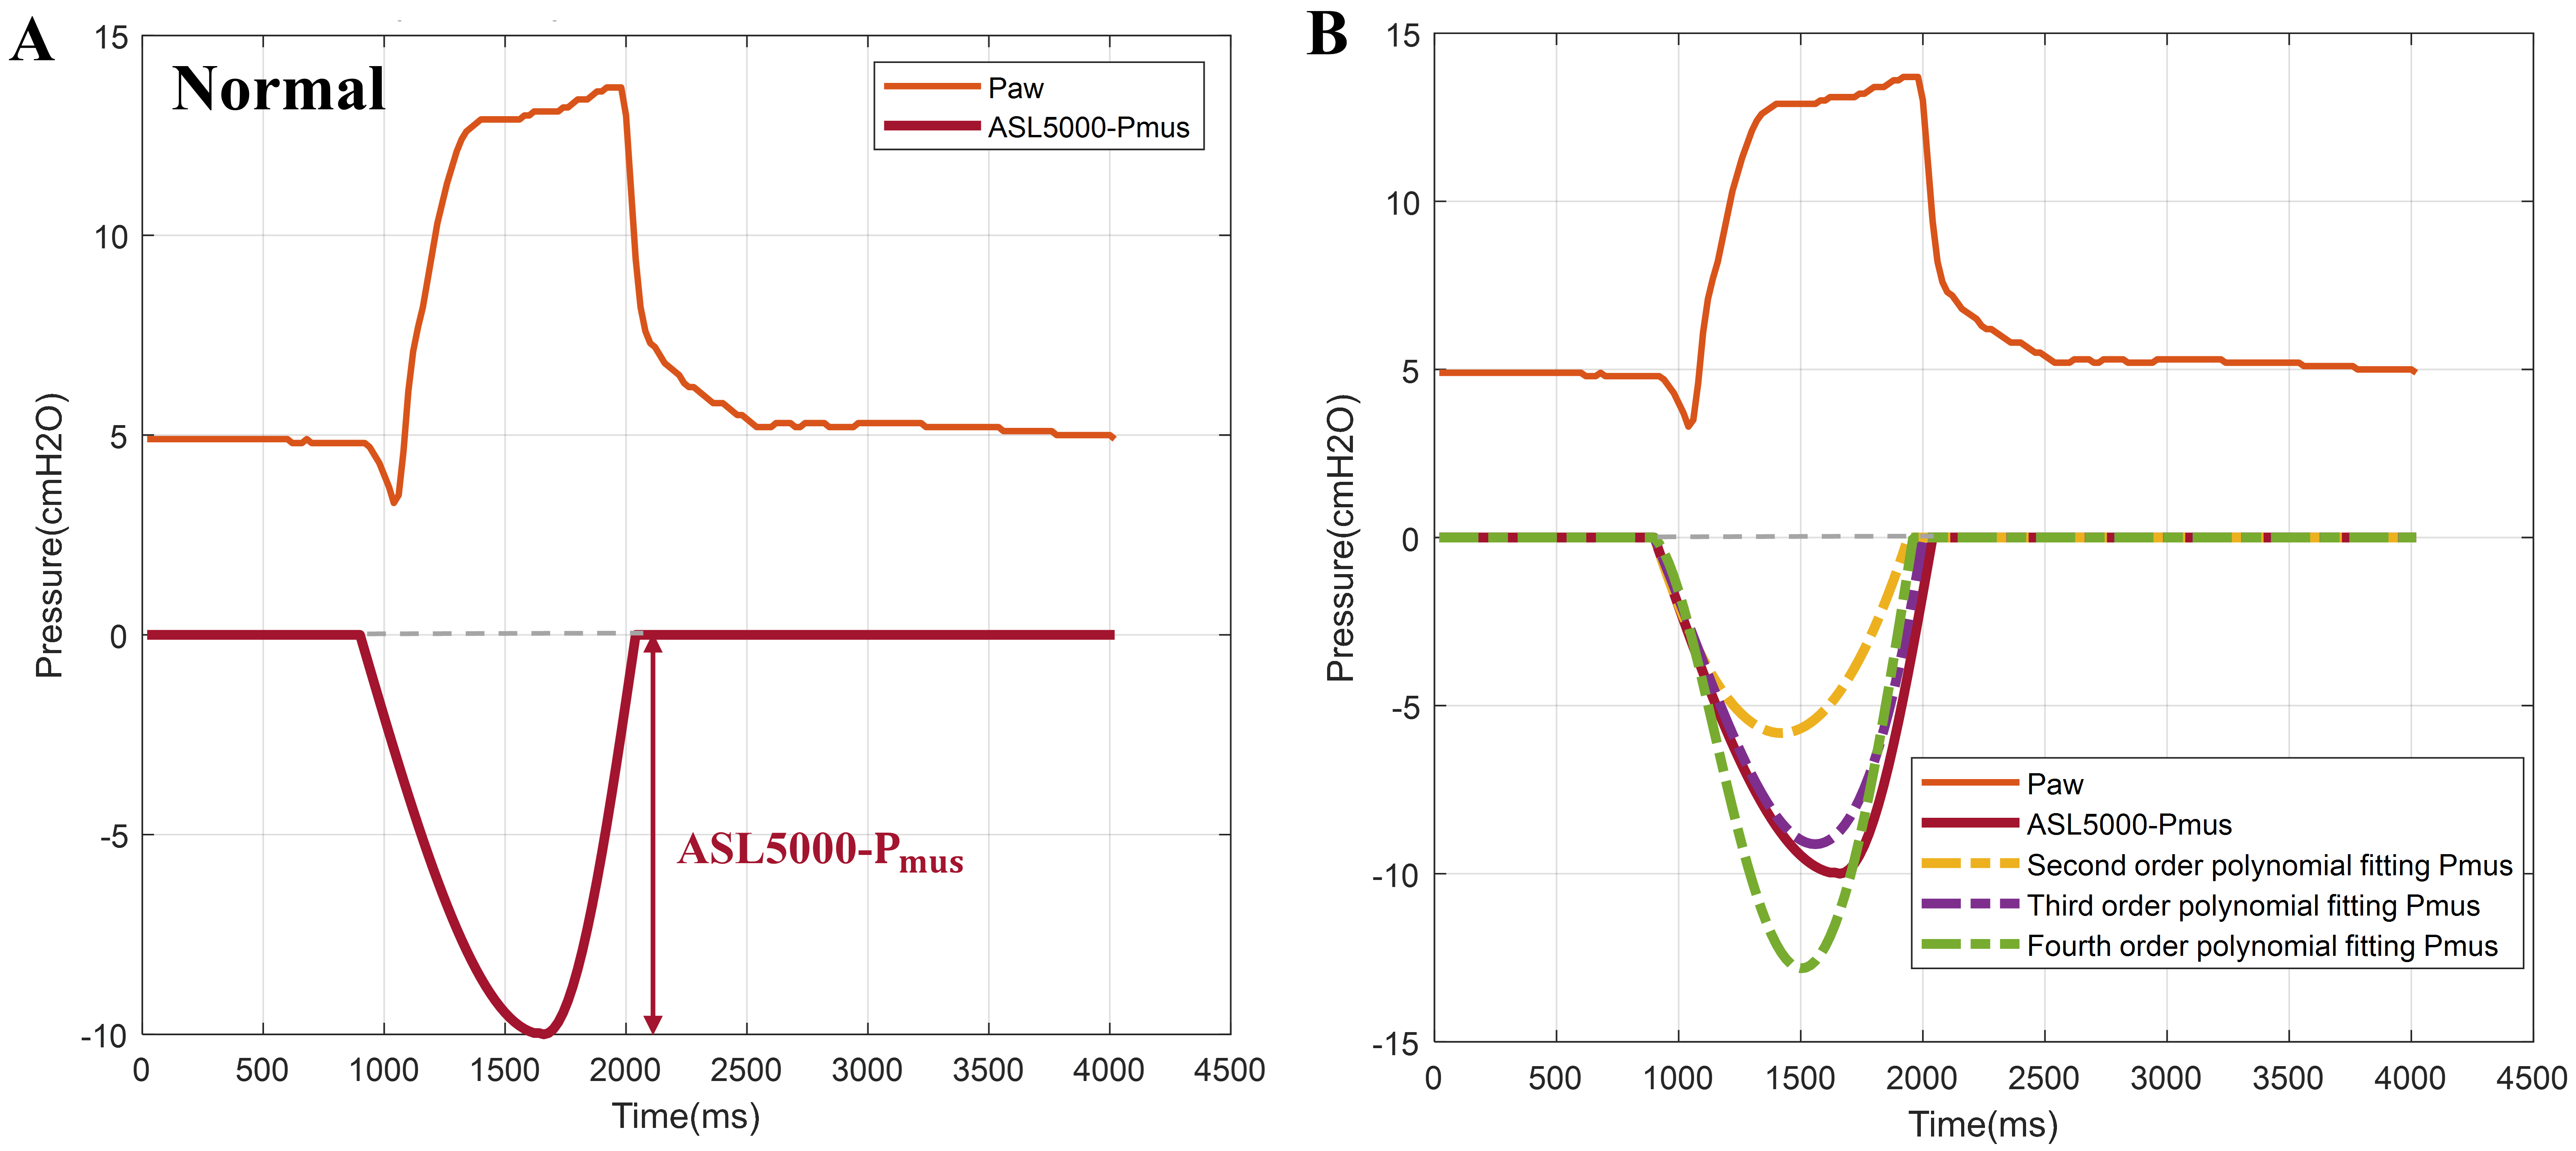 A
Normal
Paw
ASL5000-Pmus
15
10
5
0
-5
-10
Pressure(cmH2O)
ASL5000-Pmus
0 500 1000 1500 2000 2500 3000 3500 4000 4500
Time(ms)
B
15
10
5
0
-5
-10
-15
Pressure(cmH2O)
Paw
ASL5000-Pmus
Second order polynomial fitting Pmus
Third order polynomial fitting Pmus
Fourth order polynomial fitting Pmus
0 500 1000 1500 2000 2500 3000 3500 4000 4500
Time(ms)